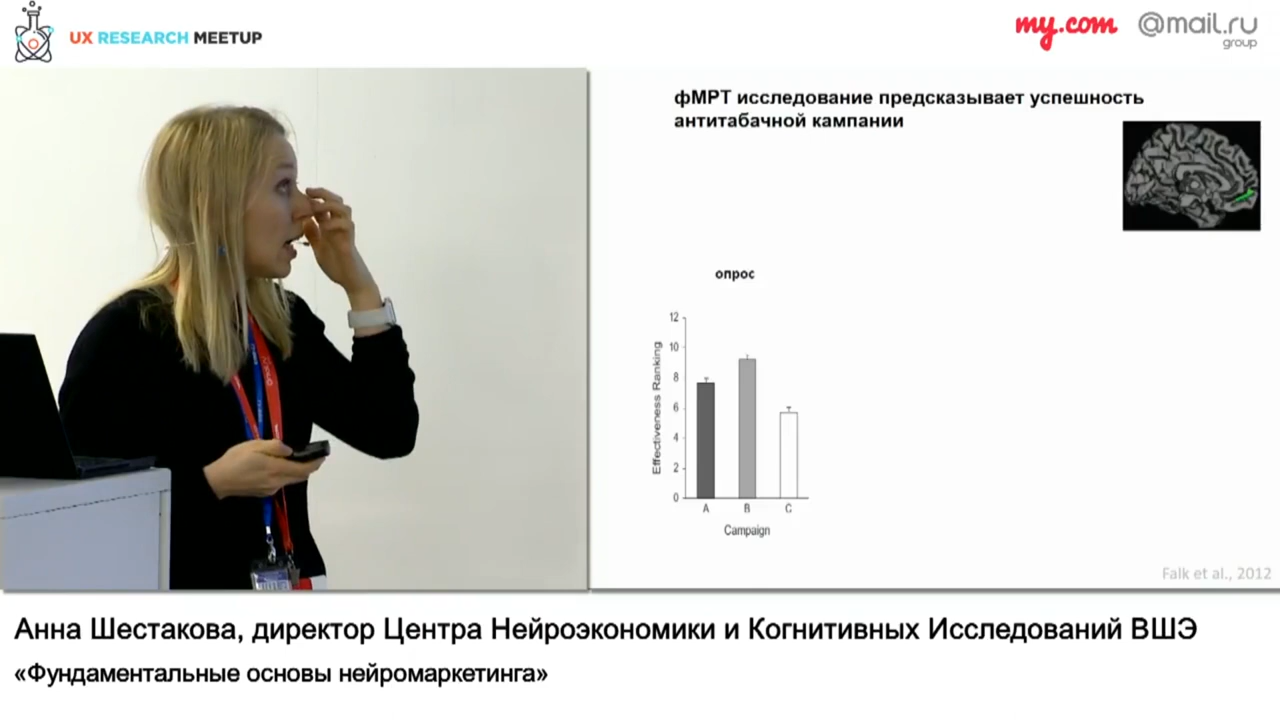 UX RESEARCH MEETUP
my.com @mail.ru
group
фМРТ исследование предсказывает успешность
антитабачной кампании
опрос
Effectiveness Ranking
12
10
8
6
4
2
0
A B C
Campaign
Falk et al., 2012
Анна Шестакова, директор Центра Нейроэкономики и Когнитивных Исследований ВШЭ
«Фундаментальные основы нейромаркетинга»